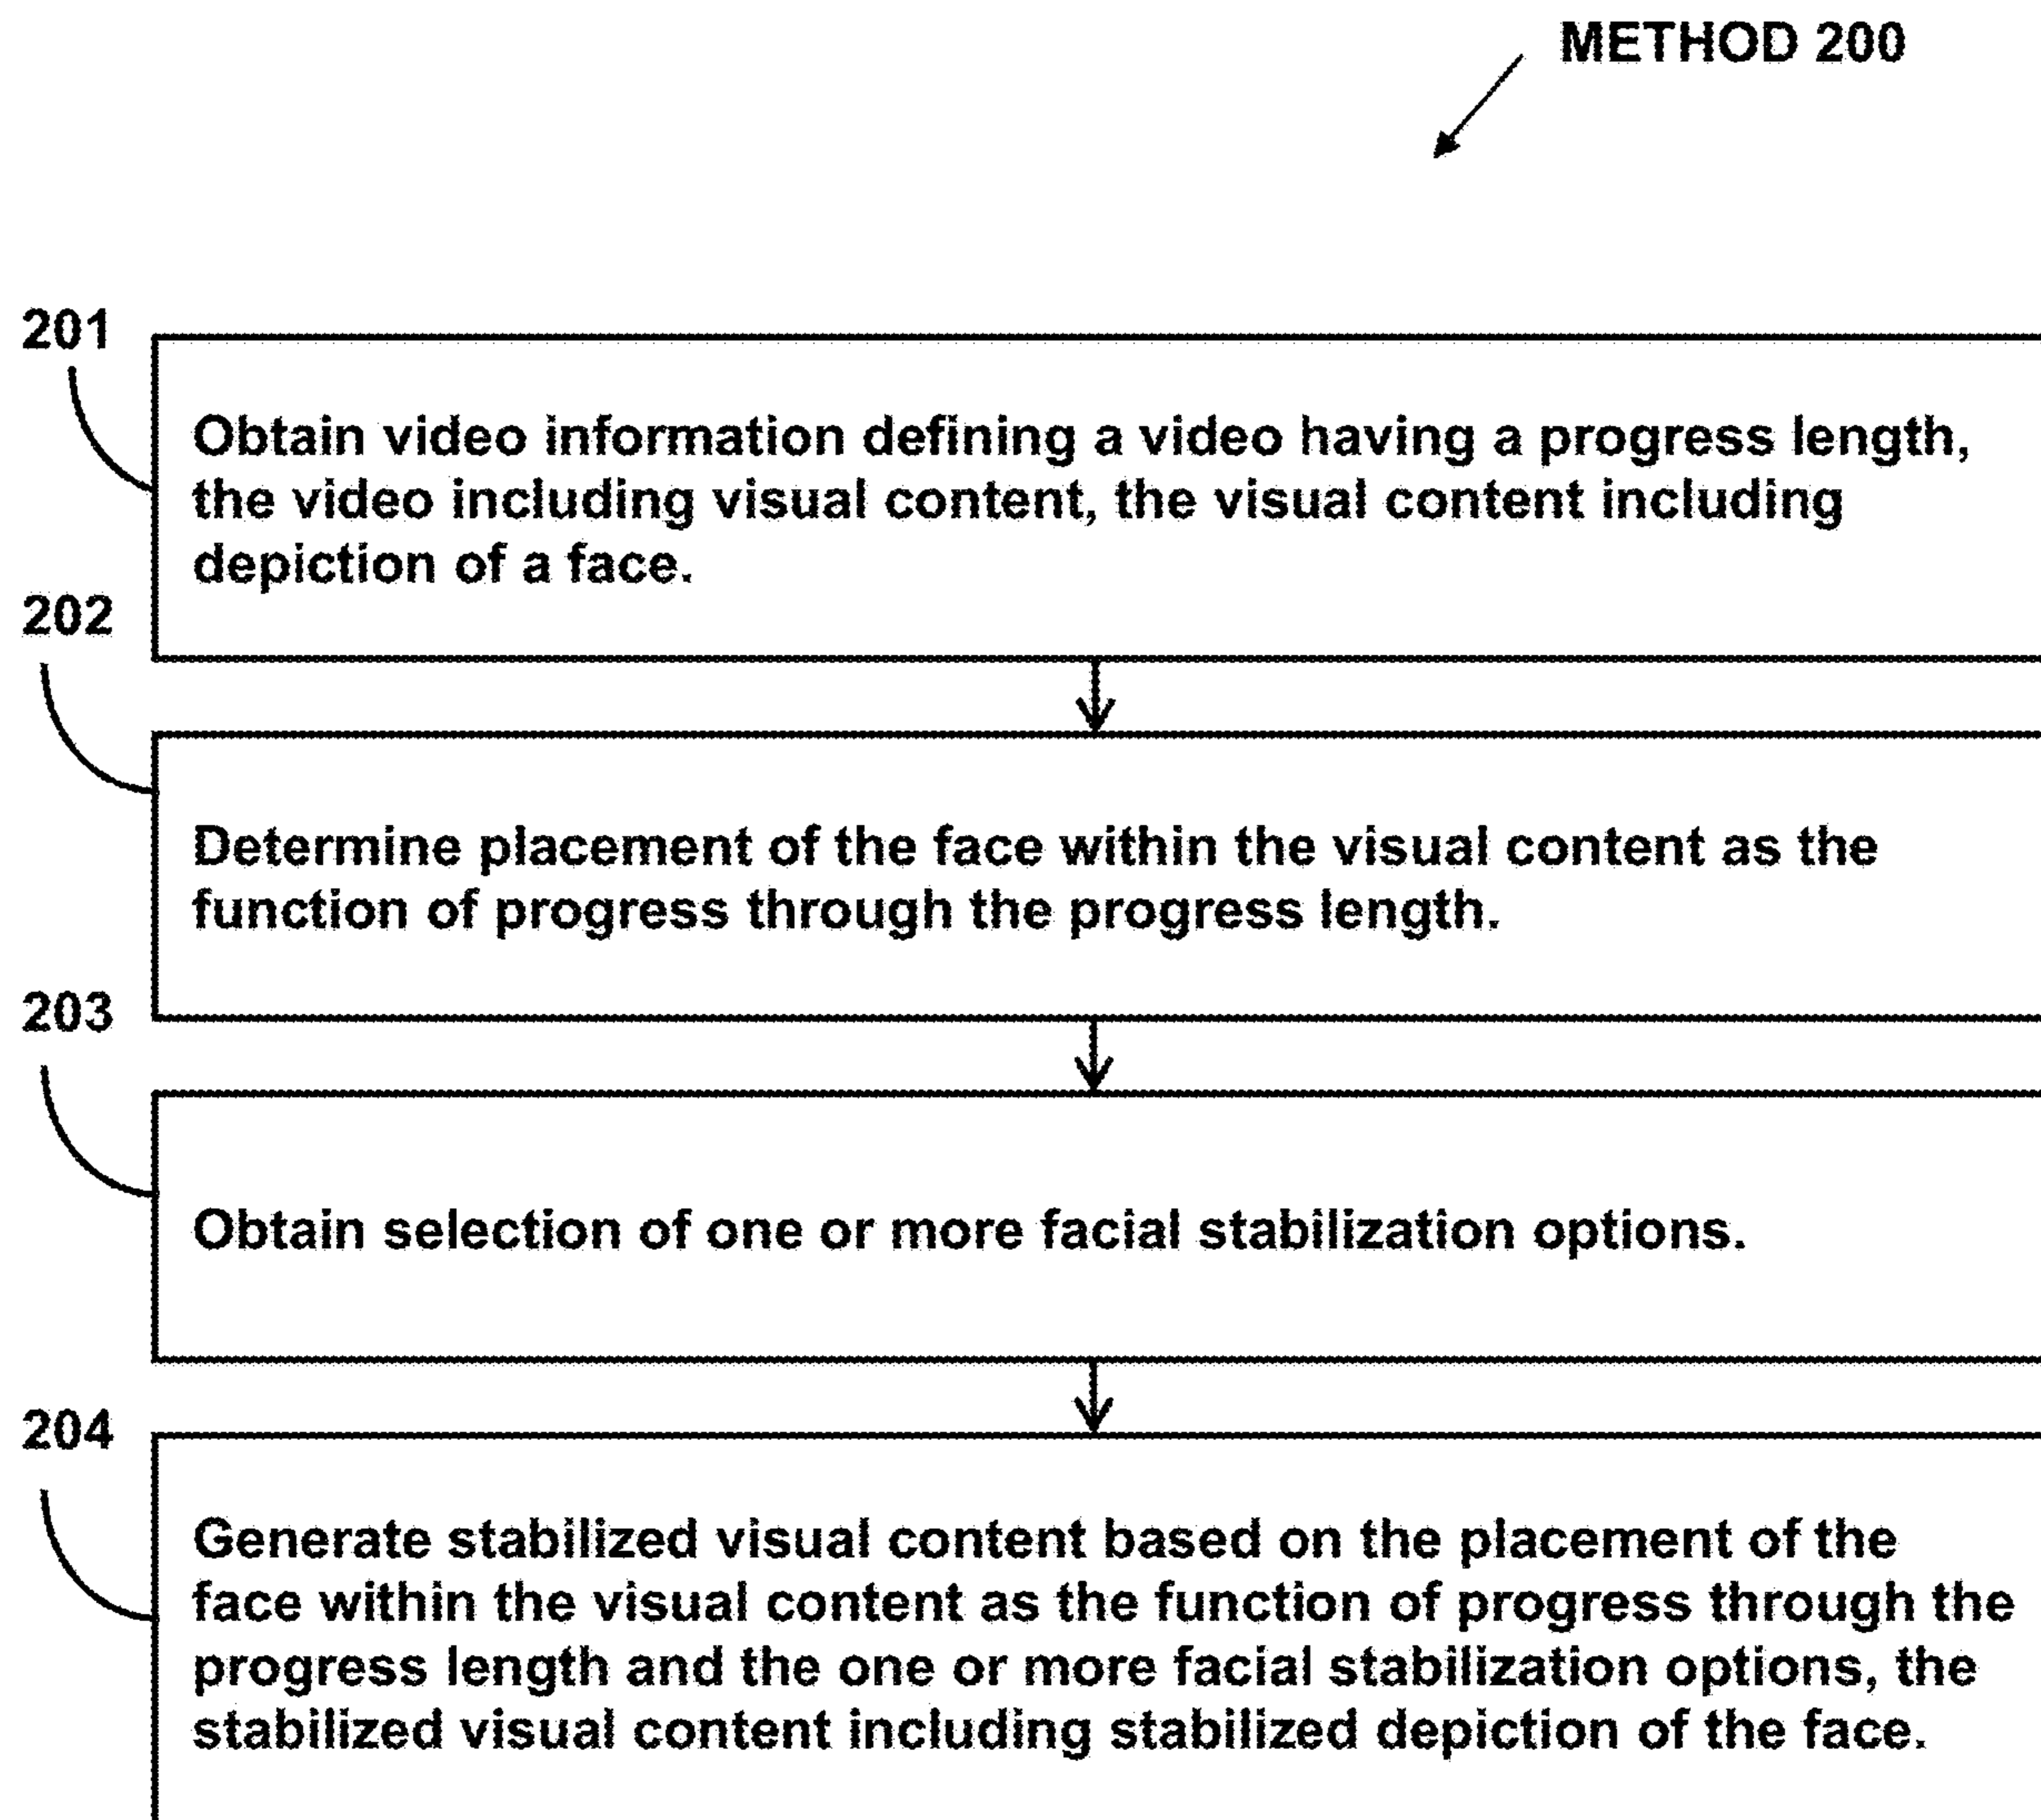 METHOD 200
201
Obtain video information defining a video having a progress length,
the video including visual content, the visual content including
depiction of a face.
202
Determine placement of the face within the visual content as the
function of progress through the progress length.
203
Obtain selection of one or more facial stabilization options.
204
Generate stabilized visual content based on the placement of the
face within the visual content as the function of progress through the
progress length and the one or more facial stabilization options, the
stabilized visual content including stabilized depiction of the face.